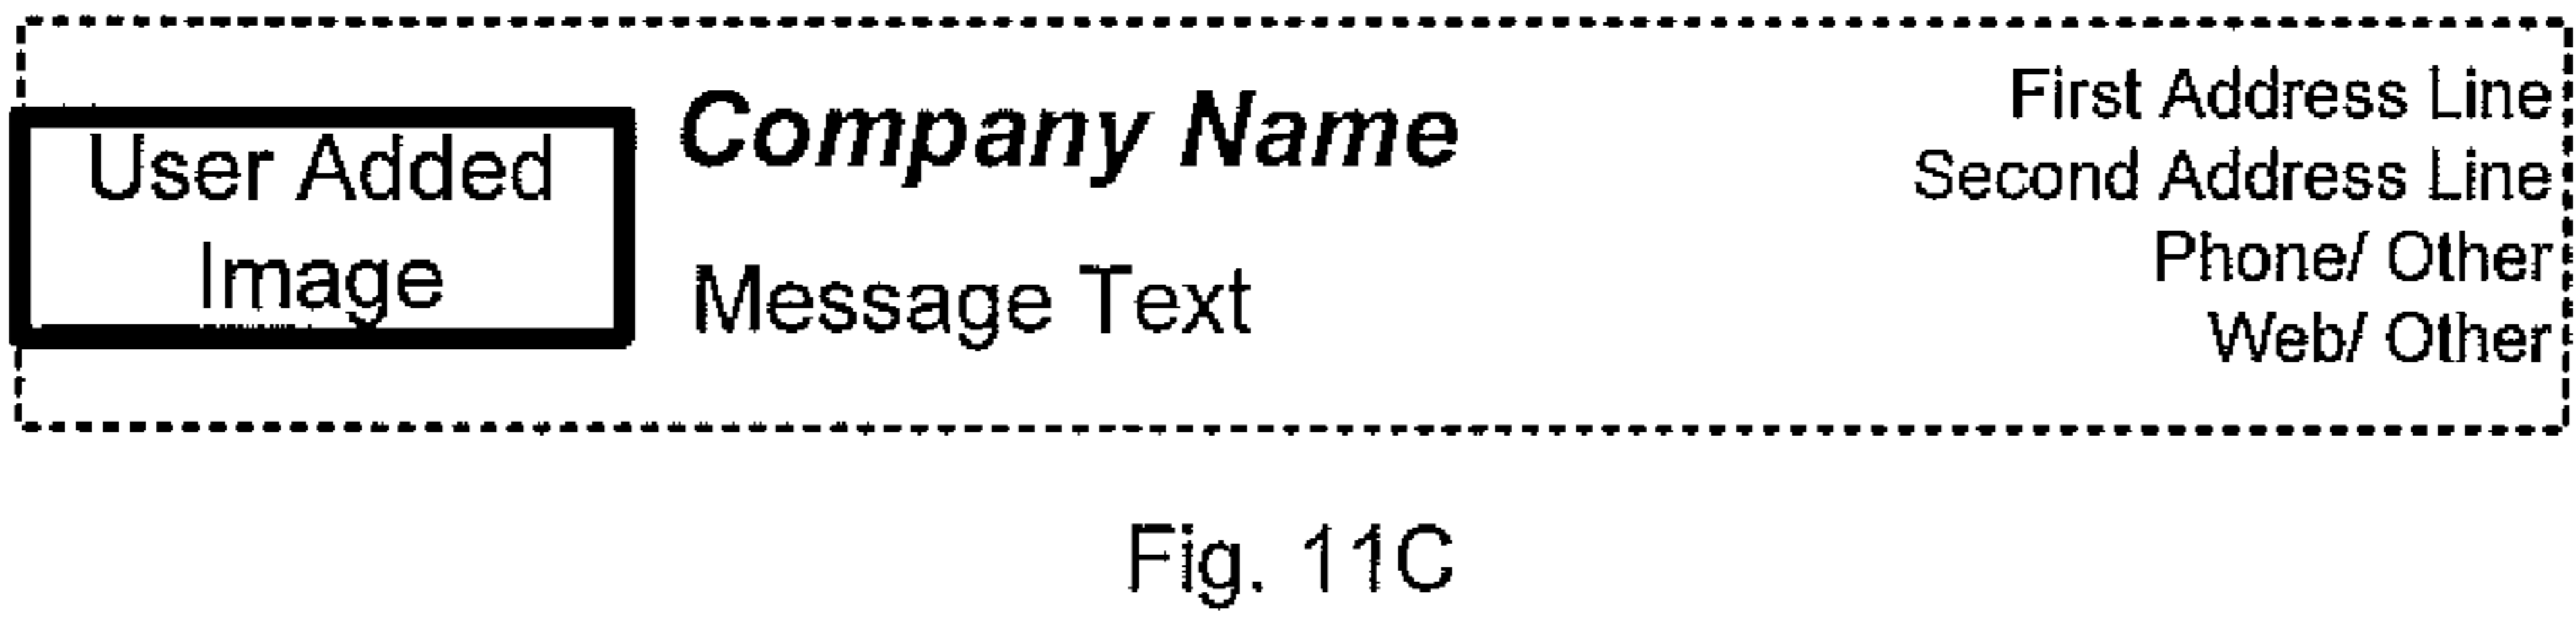 User Added
Image
Company Name
Message Text
First Address Line
Second Address Line
Phone/ Other
Web/ Other
Fig. 11C